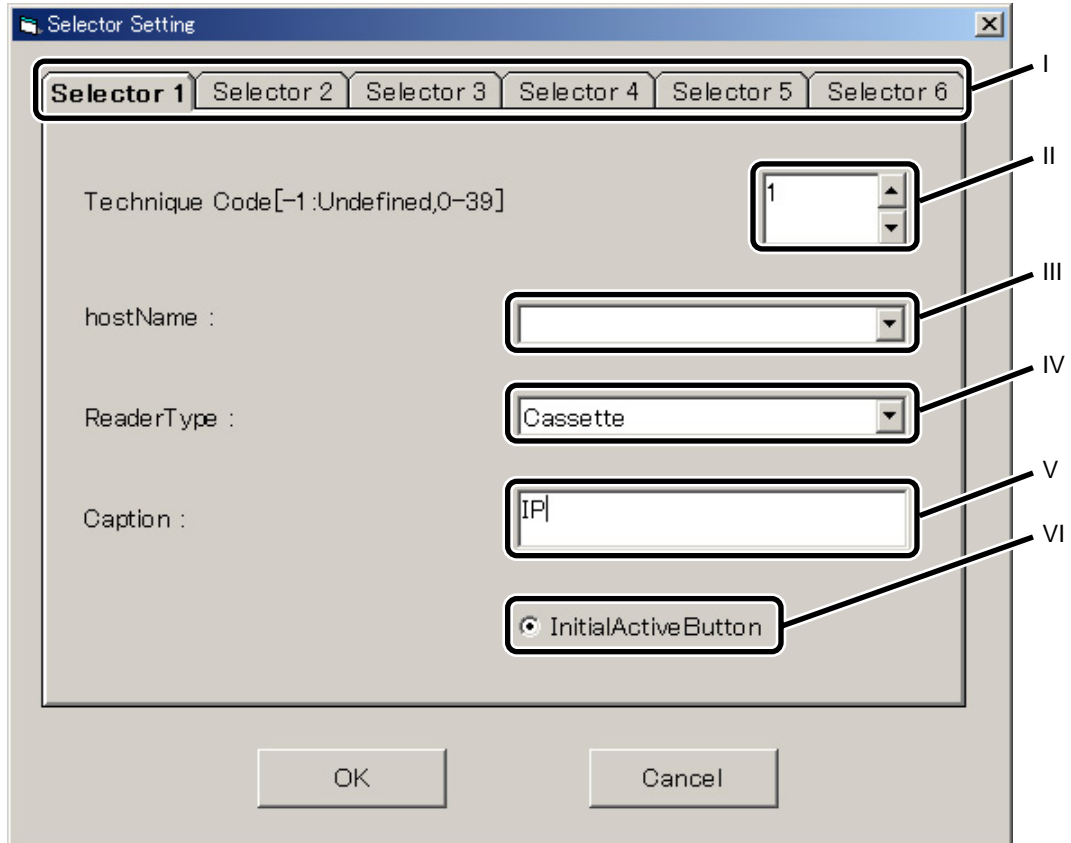 Selector Setting
I
Selector 1 Selector 2 Selector 3 Selector 4 Selector 5 Selector 6
II
Technique Code[-1:Undefined,0-39] 1
III
hostName :
IV
ReaderType : Cassette
V
Caption : IP
VI
InitialActiveButton
OK Cancel